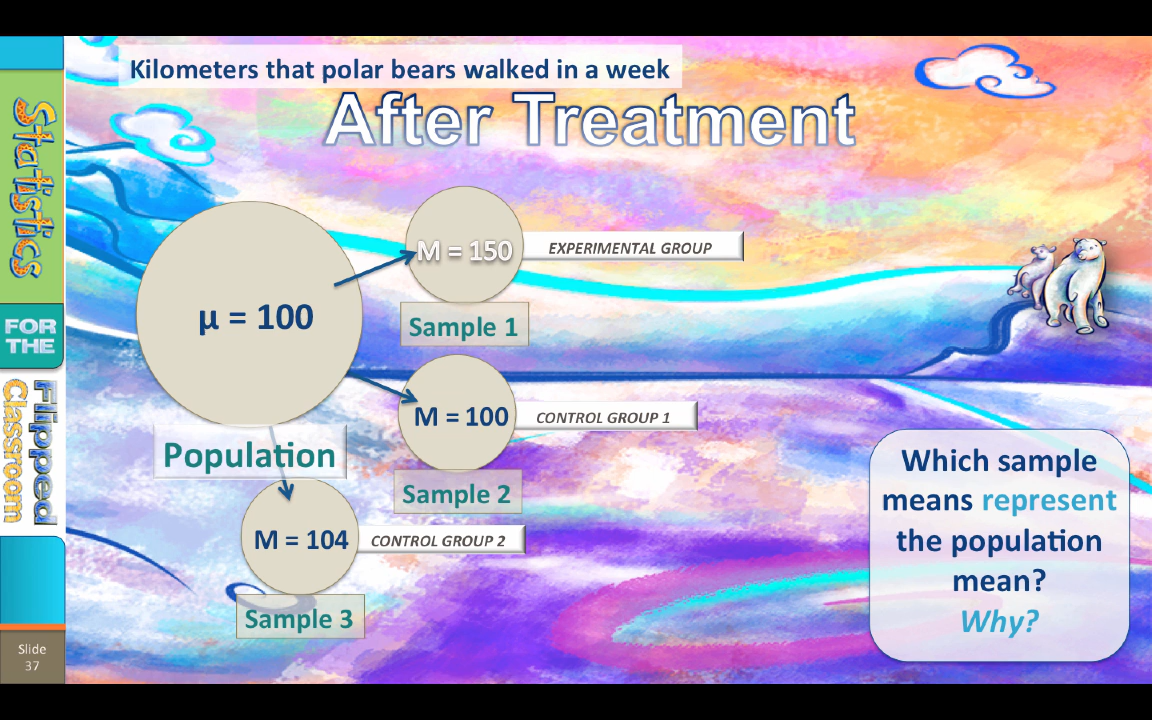 Kilometers that polar bears walked in a week
After Treatment
Statistics
FOR
THE
Flipped
Classroom
Slide
37
µ = 100
Population
M = 150
EXPERIMENTAL GROUP
Sample 1
M = 100
CONTROL GROUP 1
Sample 2
M = 104
CONTROL GROUP 2
Sample 3
Which sample
means represent
the population
mean?
Why?